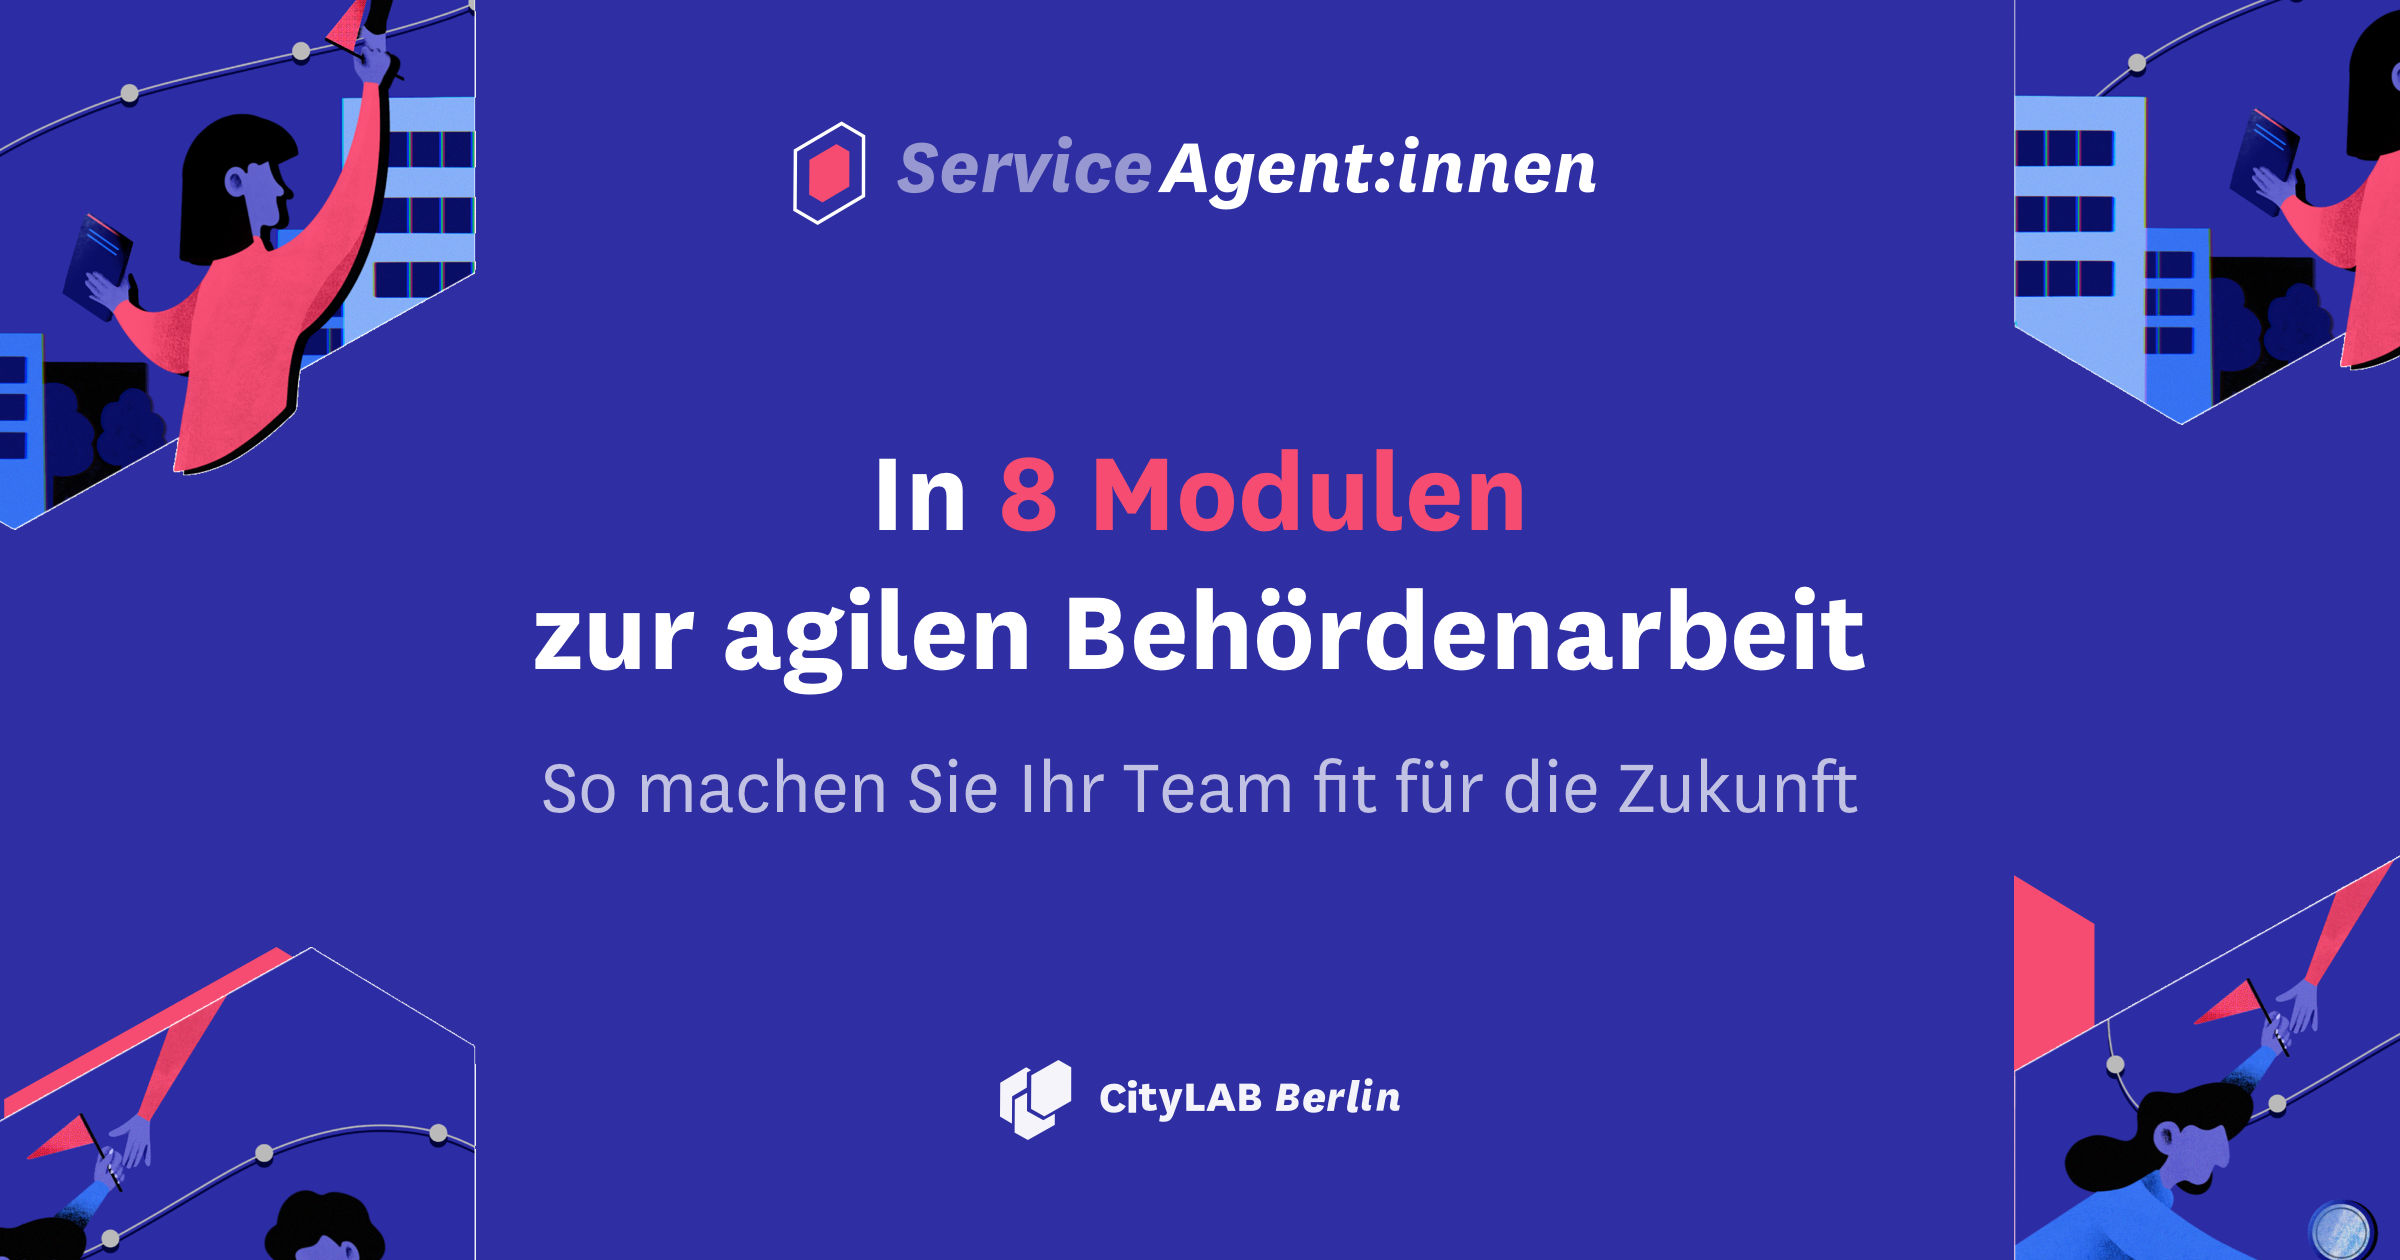 ServiceAgent:innen
In 8 Modulen
zur agilen Behördenarbeit
So machen Sie Ihr Team fit für die Zukunft
CityLAB Berlin